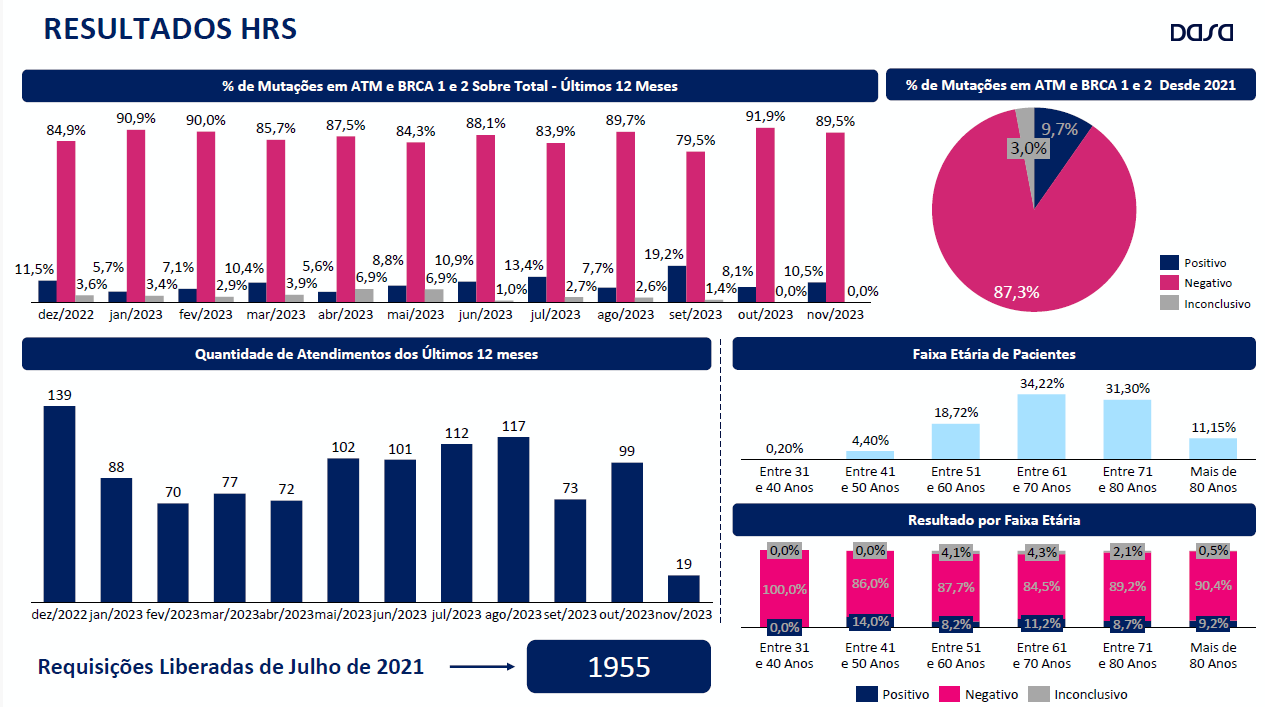 RESULTADOS HRS
DASA
% de Mutações em ATM e BRCA 1 e 2 Sobre Total - Últimos 12 Meses
84,9% 90,9% 90,0% 85,7% 87,5% 84,3% 88,1% 83,9% 89,7% 79,5% 91,9% 89,5%
11,5% 3,6% 5,7% 3,4% 7,1% 2,9% 10,4% 3,9% 5,6% 6,9% 8,8% 6,9% 10,9% 1,0% 13,4% 2,7% 7,7% 2,6% 19,2% 1,4% 8,1% 0,0% 10,5% 0,0%
dez/2022 jan/2023 fev/2023 mar/2023 abr/2023 mai/2023 jun/2023 jul/2023 ago/2023 set/2023 out/2023 nov/2023
% de Mutações em ATM e BRCA 1 e 2 Desde 2021
9,7%
3,0%
87,3%
Positivo
Negativo
Inconclusivo
Quantidade de Atendimentos dos Últimos 12 meses
139 88 70 77 72 102 101 112 117 73 99 19
dez/2022 jan/2023 fev/2023 mar/2023 abr/2023 mai/2023 jun/2023 jul/2023 ago/2023 set/2023 out/2023 nov/2023
Requisições Liberadas de Julho de 2021
1955
Faixa Etária de Pacientes
0,20% 4,40% 18,72% 34,22% 31,30% 11,15%
Entre 31 Entre 41 Entre 51 Entre 61 Entre 71 Mais de
e 40 Anos e 50 Anos e 60 Anos e 70 Anos e 80 Anos 80 Anos
Resultado por Faixa Etária
0,0% 0,0% 4,1% 4,3% 2,1% 0,5%
100,0% 86,0% 87,7% 84,5% 89,2% 90,4%
0,0% 14,0% 8,2% 11,2% 8,7% 9,2%
Entre 31 Entre 41 Entre 51 Entre 61 Entre 71 Mais de
e 40 Anos e 50 Anos e 60 Anos e 70 Anos e 80 Anos 80 Anos
Positivo Negativo Inconclusivo